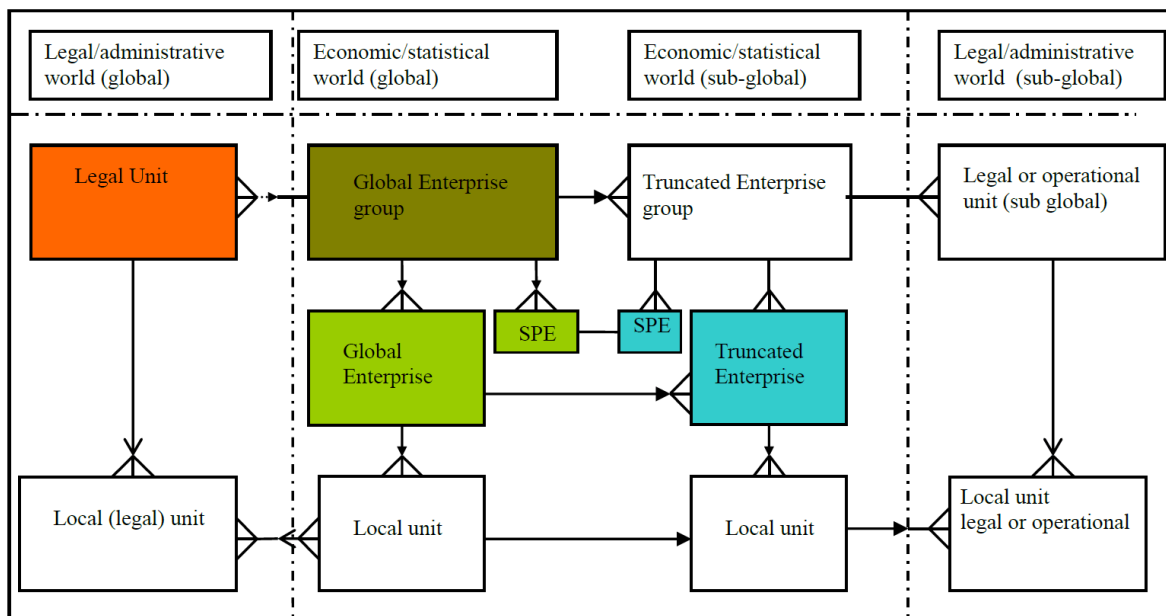 Legal/administrative
world (global)
Economic/statistical
world (global)
Economic/statistical
world (sub-global)
Legal/administrative
world (sub-global)
Legal Unit
Global Enterprise
group
Truncated Enterprise
group
Legal or operational
unit (sub global)
SPE
SPE
Global
Enterprise
Truncated
Enterprise
Local (legal) unit
Local unit
Local unit
Local unit
legal or operational